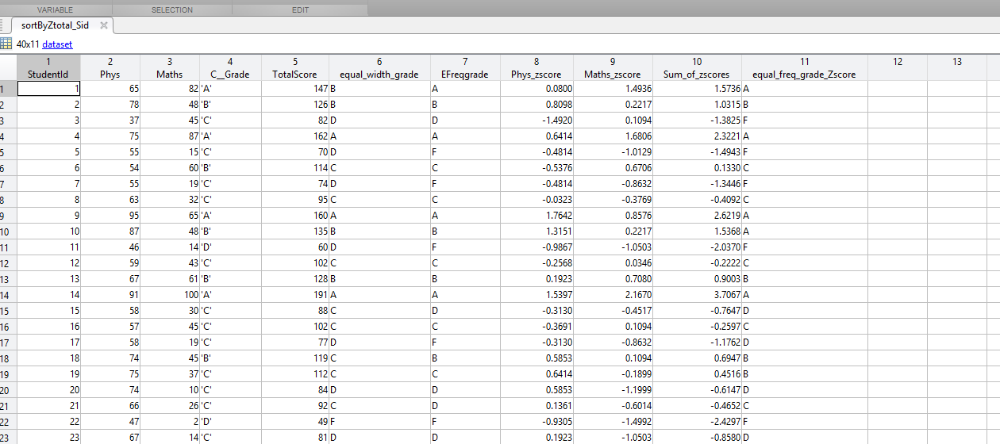 VARIABLE SELECTION EDIT
sortByZtotal_Sid
40x11 dataset
1 2 3 4 5 6 7 8 9 10 11 12 13
StudentId Phys Maths C__Grade TotalScore equal_width_grade EFreqgrade Phys_zscore Maths_zscore Sum_of_zscores equal_freq_grade_Zscore
1 1 65 82 'A' 147 B A 0.0800 1.4936 1.5736 A
2 2 78 48 'B' 126 B B 0.8098 0.2217 1.0315 B
3 3 37 45 'C' 82 D D -1.4920 0.1094 -1.3825 F
4 4 75 87 'A' 162 A A 0.6414 1.6806 2.3221 A
5 5 55 15 'C' 70 D F -0.4814 -1.0129 -1.4943 F
6 6 54 60 'B' 114 C C -0.5376 0.6706 0.1330 C
7 7 55 19 'C' 74 D F -0.4814 -0.8632 -1.3446 F
8 8 63 32 'C' 95 C C -0.0323 -0.3769 -0.4092 C
9 9 95 65 'A' 160 A A 1.7642 0.8576 2.6219 A
10 10 87 48 'B' 135 B B 1.3151 0.2217 1.5368 A
11 11 46 14 'D' 60 D F -0.9867 -1.0503 -2.0370 F
12 12 59 43 'C' 102 C C -0.2568 0.0346 -0.2222 C
13 13 67 61 'B' 128 B B 0.1923 0.7080 0.9003 B
14 14 91 100 'A' 191 A A 1.5397 2.1670 3.7067 A
15 15 58 30 'C' 88 C D -0.3130 -0.4517 -0.7647 D
16 16 57 45 'C' 102 C C -0.3691 0.1094 -0.2597 C
17 17 58 19 'C' 77 D F -0.3130 -0.8632 -1.1762 D
18 18 74 45 'B' 119 C B 0.5853 0.1094 0.6947 B
19 19 75 37 'C' 112 C C 0.6414 -0.1899 0.4516 B
20 20 74 10 'C' 84 D D 0.5853 -1.1999 -0.6147 D
21 21 66 26 'C' 92 C D 0.1361 -0.6014 -0.4652 C
22 22 47 2 'D' 49 F F -0.9305 -1.4992 -2.4297 F
23 23 67 14 'C' 81 D D 0.1923 -1.0503 -0.8580 D